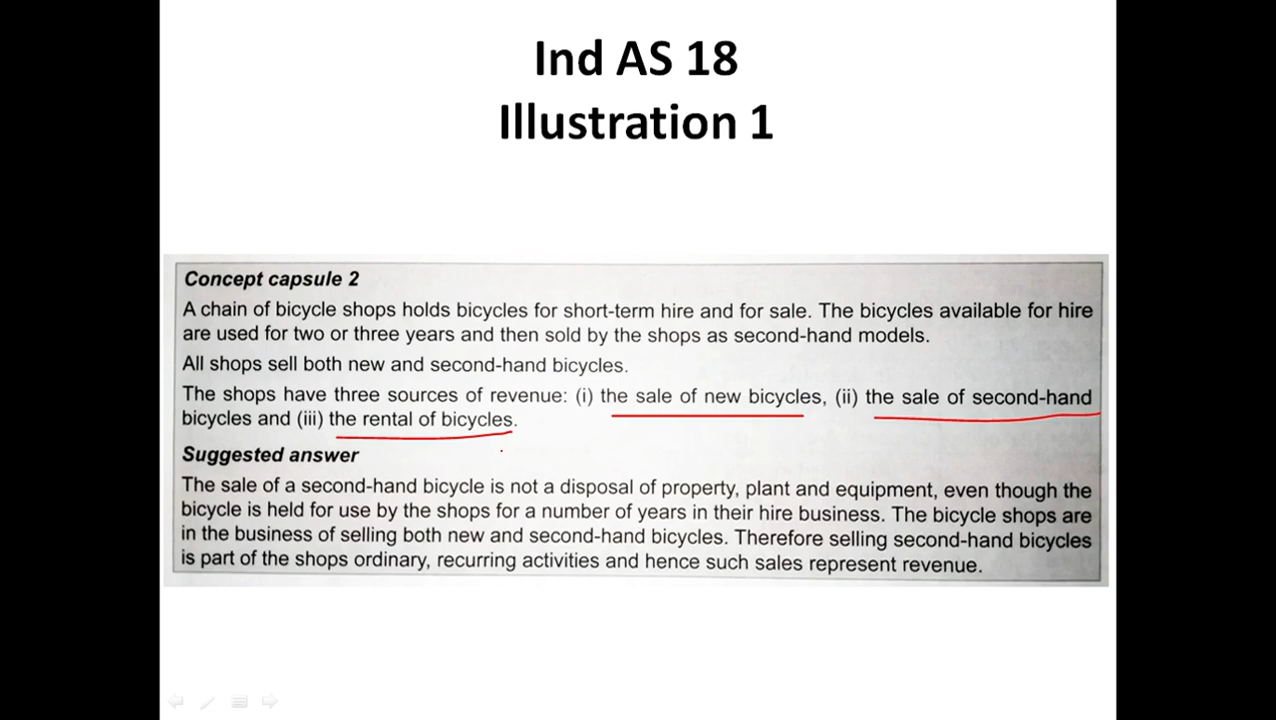 Ind AS 18
Illustration 1
Concept capsule 2
A chain of bicycle shops holds bicycles for short-term hire and for sale. The bicycles available for hire
are used for two or three years and then sold by the shops as second-hand models.
All shops sell both new and second-hand bicycles.
The shops have three sources of revenue: (i) the sale of new bicycles, (ii) the sale of second-hand
bicycles and (iii) the rental of bicycles.
Suggested answer
The sale of a second-hand bicycle is not a disposal of property, plant and equipment, even though the
bicycle is held for use by the shops for a number of years in their hire business. The bicycle shops are
in the business of selling both new and second-hand bicycles. Therefore selling second-hand bicycles
is part of the shops ordinary, recurring activities and hence such sales represent revenue.